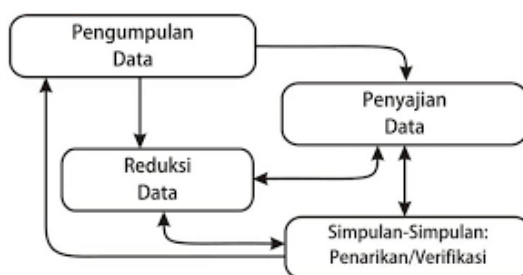 Pengumpulan
Data
Penyajian
Data
Reduksi
Data
Simpulan-Simpulan:
Penarikan/Verifikasi